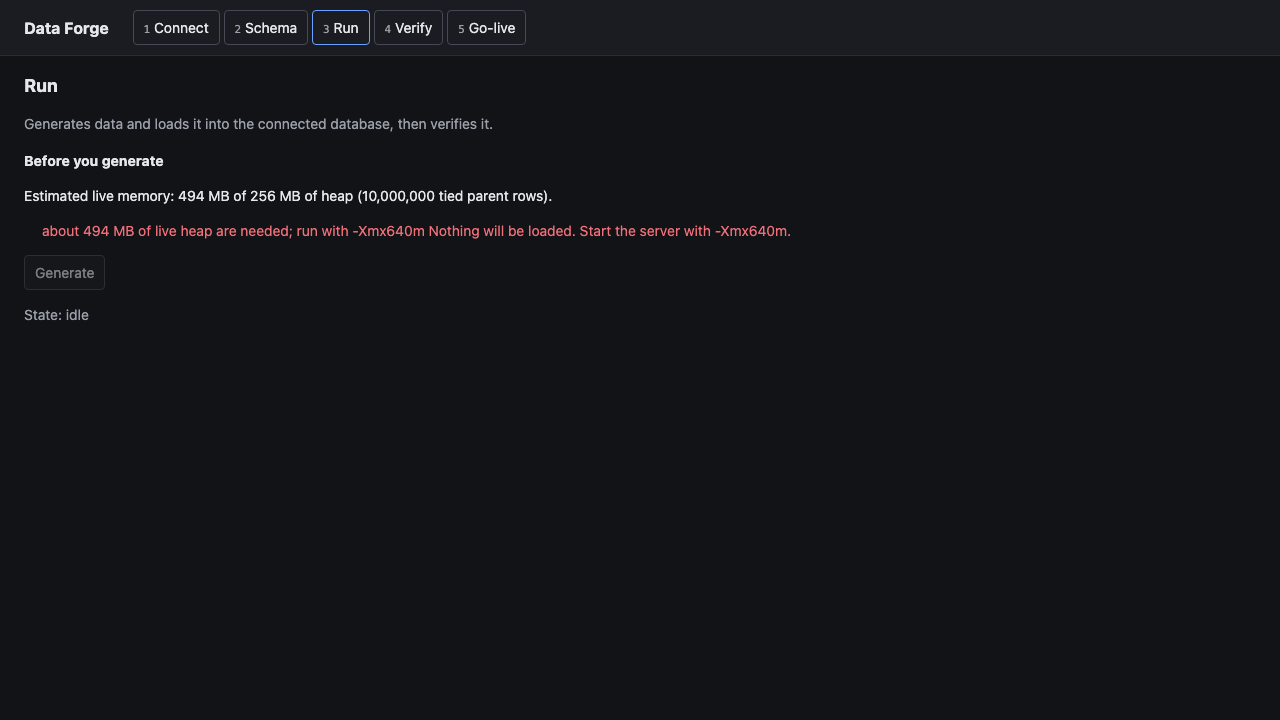 Data Forge
1 Connect
2 Schema
3 Run
4 Verify
5 Go-live
Run
Generates data and loads it into the connected database, then verifies it.
Before you generate
Estimated live memory: 494 MB of 256 MB of heap (10,000,000 tied parent rows).
about 494 MB of live heap are needed; run with -Xmx640m Nothing will be loaded. Start the server with -Xmx640m.
Generate
State: idle